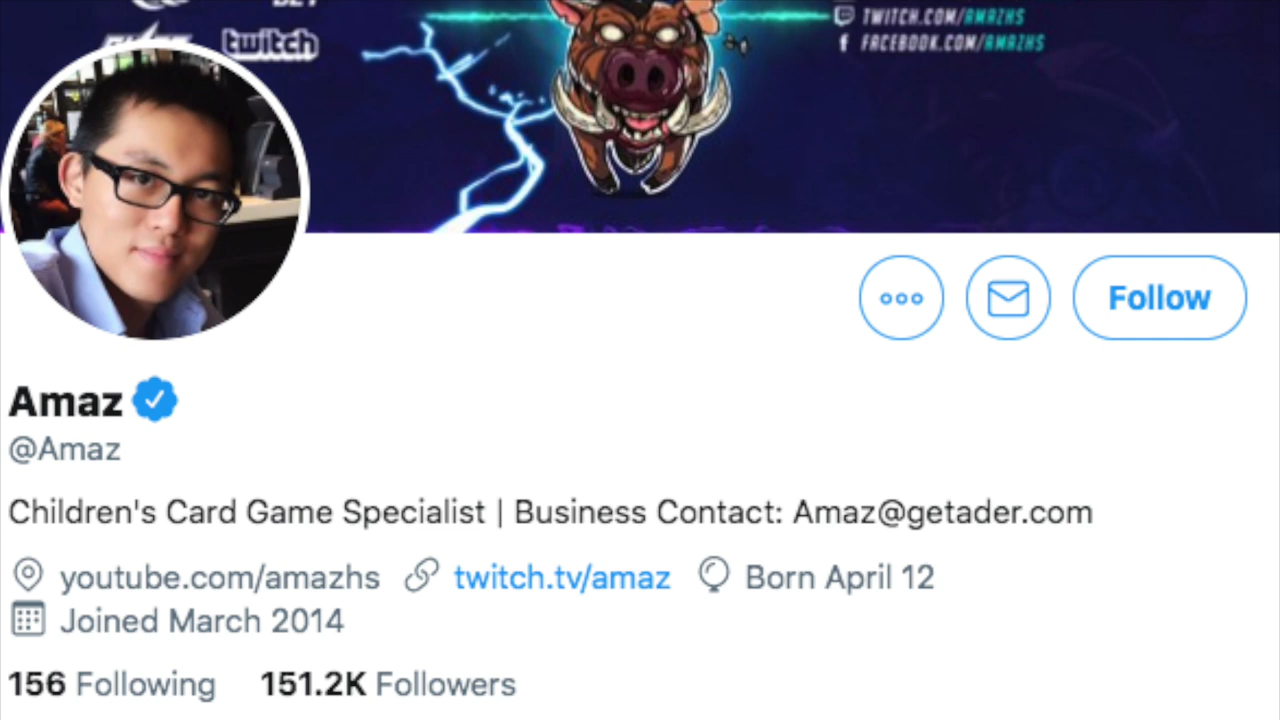 twitch
TWITCH.COM/AMAZHS
FACEBOOK.COM/AMAZHS
Follow
Amaz
@Amaz
Children's Card Game Specialist | Business Contact: Amaz@getader.com
youtube.com/amazhs twitch.tv/amaz Born April 12
Joined March 2014
156 Following 151.2K Followers